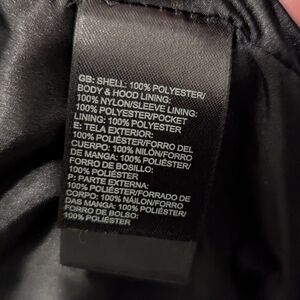 GB: SHELL: 100% POLYESTER/
BODY & HOOD LINING:
100% NYLON/SLEEVE LINING:
100% POLYESTER/POCKET
LINING: 100% POLYESTER
E: TELA EXTERIOR:
100% POLIÉSTER/FORRO DEL
CUERPO: 100% NILÓN/FORRO
DE MANGA: 100% POLIÉSTER/
FORRO DE BOSILLO:
100% POLIÉSTER
P: PARTE EXTERNA:
100% POLIÉSTER/FORRADO DE
CORPO: 100% NÁILON/FORRO
DAS MANGA: 100% POLIÉSTER/
FORRO DE BOLSO:
100% POLIÉSTER